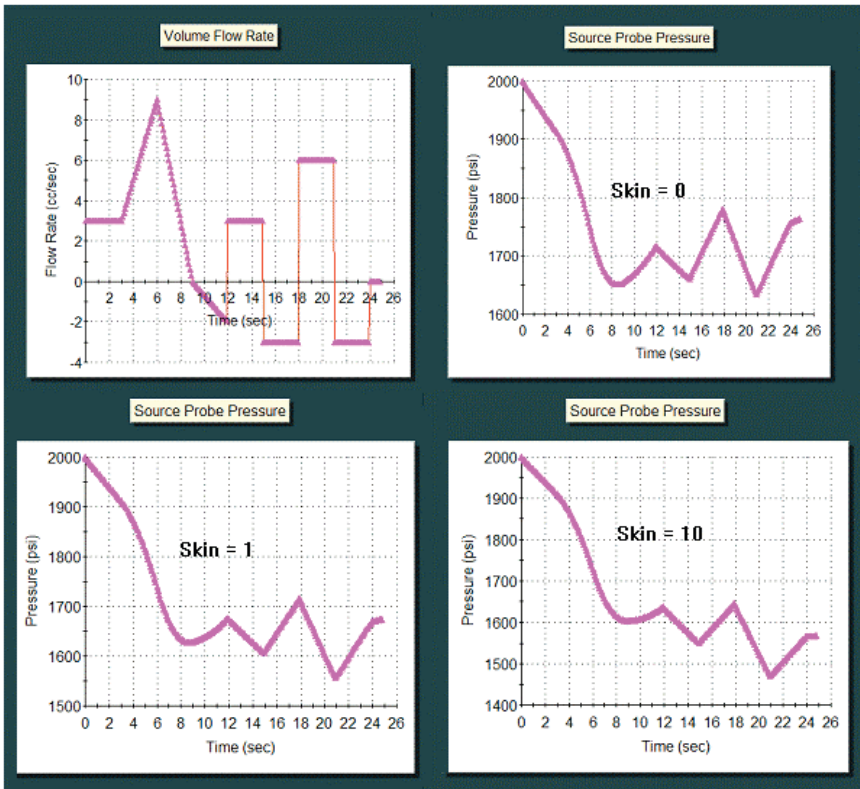 Volume Flow Rate
10
8
6
4
2
0
-2
-4
Flow Rate (cc/sec)
2 4 6 8 10 12 14 16 18 20 22 24 26
Time (sec)
Source Probe Pressure
2000
1900
1800
1700
1600
Pressure (psi)
Skin = 0
0 2 4 6 8 10 12 14 16 18 20 22 24 26
Time (sec)
Source Probe Pressure
2000
1900
1800
1700
1600
1500
Pressure (psi)
Skin = 1
0 2 4 6 8 10 12 14 16 18 20 22 24 26
Time (sec)
Source Probe Pressure
2000
1900
1800
1700
1600
1500
1400
Pressure (psi)
Skin = 10
0 2 4 6 8 10 12 14 16 18 20 22 24 26
Time (sec)